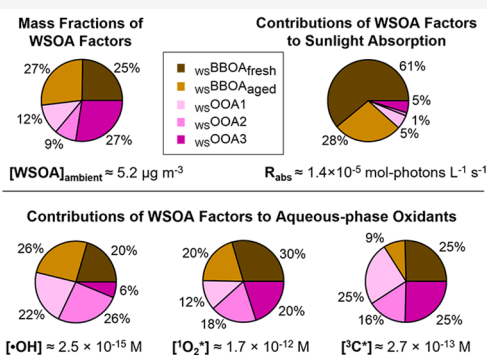 Mass Fractions of
WSOA Factors
27%
25%
12%
9%
27%
[WSOA]ambient ≈ 5.2 μg m-3
WSBBOAfresh
WSBBOAaged
WSOOA1
WSOOA2
WSOOA3
Contributions of WSOA Factors
to Sunlight Absorption
61%
5%
1%
5%
28%
Rabs ≈ 1.4×10-5 mol-photons L-1 s-1
Contributions of WSOA Factors to Aqueous-phase Oxidants
26%
20%
6%
22%
26%
[•OH] ≈ 2.5 × 10-15 M
20%
30%
12%
18%
20%
[1O2*] ≈ 1.7 × 10-12 M
9%
25%
25%
16%
25%
[3C*] ≈ 2.7 × 10-13 M